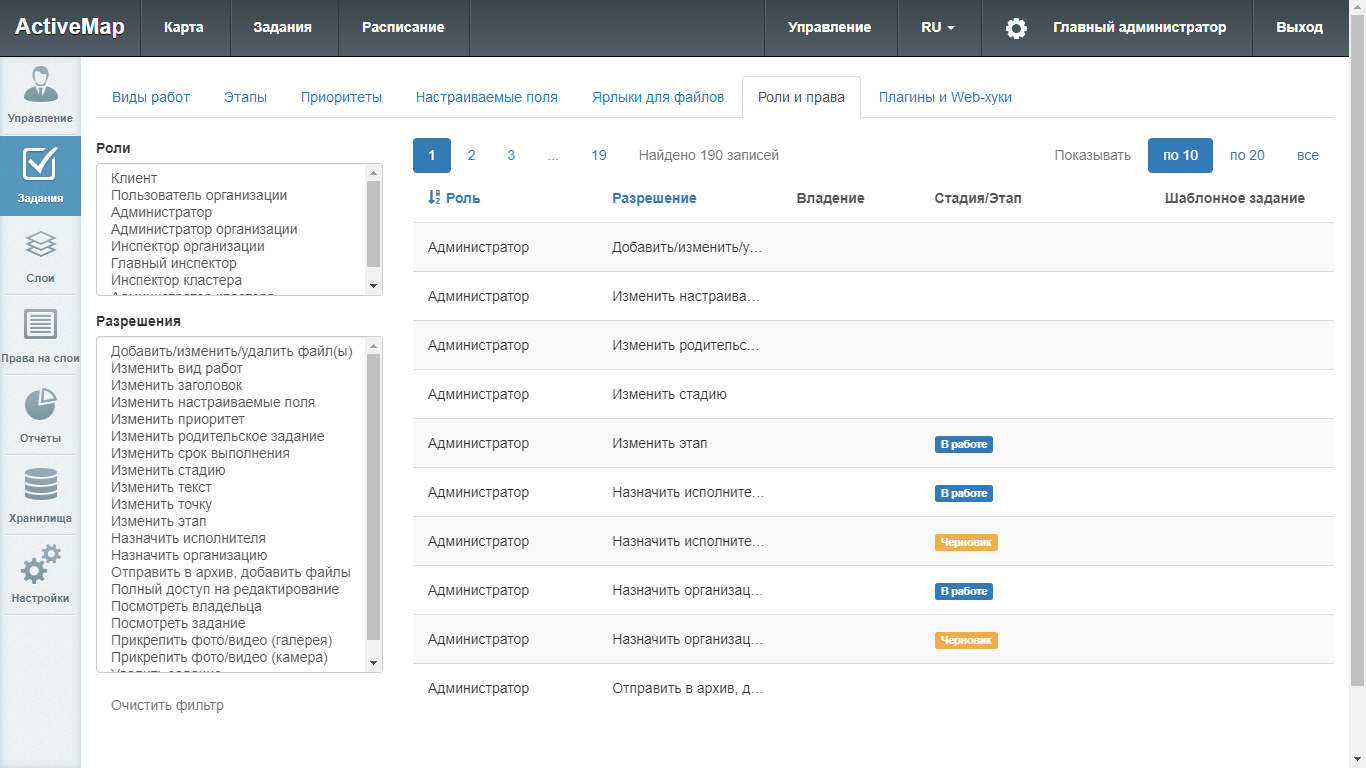 ActiveMap Карта Задания Расписание Управление RU Главный администратор Выход
Управление
Задания
Слои
Права на слои
Отчеты
Хранилища
Настройки
Виды работ Этапы Приоритеты Настраиваемые поля Ярлыки для файлов Роли и права Плагины и Web-хуки
Роли
Клиент
Пользователь организации
Администратор
Администратор организации
Инспектор организации
Главный инспектор
Инспектор кластера
Администратор кластера
Разрешения
Добавить/изменить/удалить файл(ы)
Изменить вид работ
Изменить заголовок
Изменить настраиваемые поля
Изменить приоритет
Изменить родительское задание
Изменить срок выполнения
Изменить стадию
Изменить текст
Изменить точку
Изменить этап
Назначить исполнителя
Назначить организацию
Отправить в архив, добавить файлы
Полный доступ на редактирование
Посмотреть владельца
Посмотреть задание
Прикрепить фото/видео (галерея)
Прикрепить фото/видео (камера)
Удалить задание
Очистить фильтр
1 2 3 ... 19 Найдено 190 записей Показывать по 10 по 20 все
Роль Разрешение Владение Стадия/Этап Шаблонное задание
Администратор Добавить/изменить/у...
Администратор Изменить настраива...
Администратор Изменить родительс...
Администратор Изменить стадию
Администратор Изменить этап В работе
Администратор Назначить исполните... В работе
Администратор Назначить исполните... Черновик
Администратор Назначить организац... В работе
Администратор Назначить организац... Черновик
Администратор Отправить в архив, д...